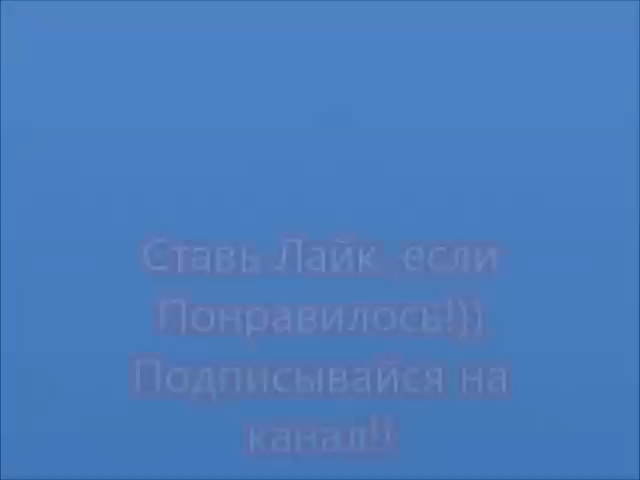 Ставь Лайк, если
Понравилось!))
Подписывайся на
канал!!